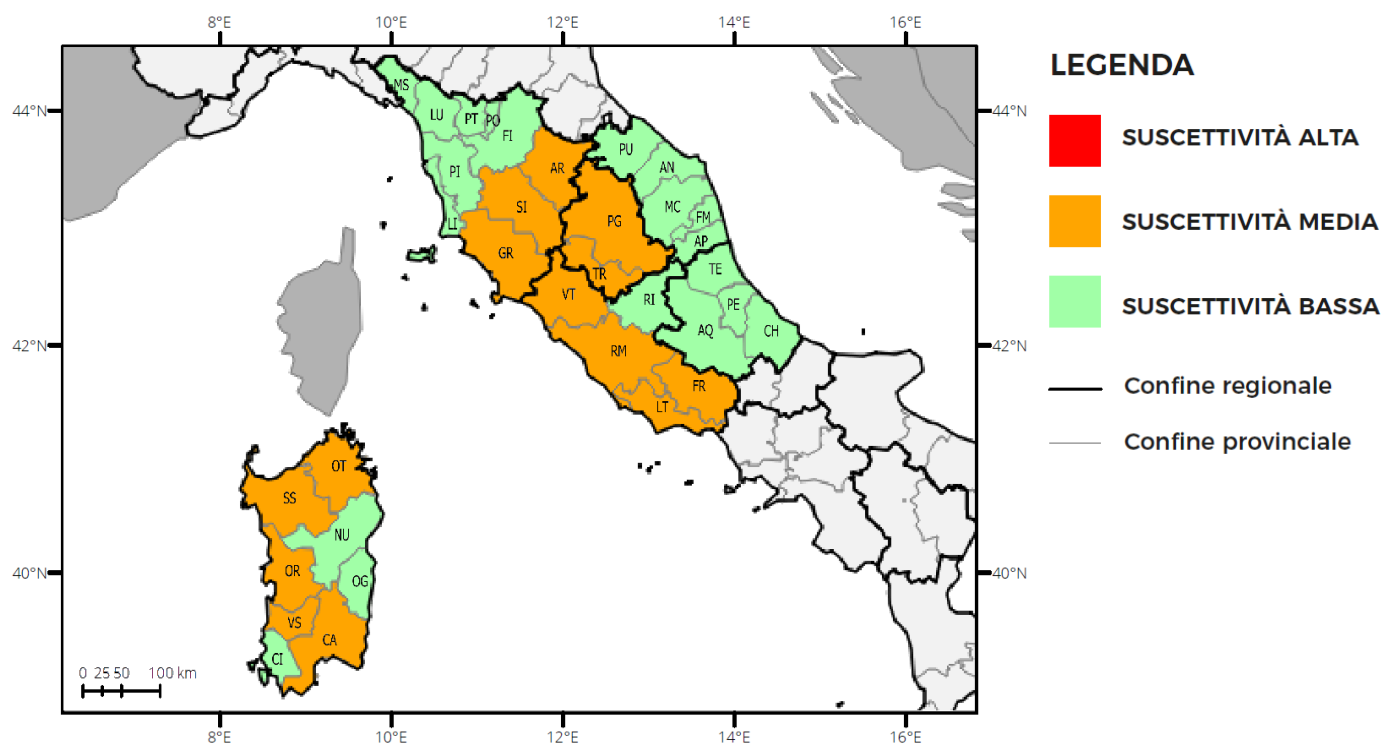 8°E 10°E 12°E 14°E 16°E
LEGENDA
44°N 44°N
SUSCETTIVITÀ ALTA
SUSCETTIVITÀ MEDIA
SUSCETTIVITÀ BASSA
Confine regionale
Confine provinciale
MS
LU PT PO
FI
PU
AN
PI
AR
SI
MC
FM
LI
PG
AP
GR
TR
TE
VT
RI
PE
AQ
CH
42°N 42°N
RM
FR
LT
OT
SS
NU
OR
OG
40°N 40°N
VS
CA
CI
0 25 50 100 km
8°E 10°E 12°E 14°E 16°E